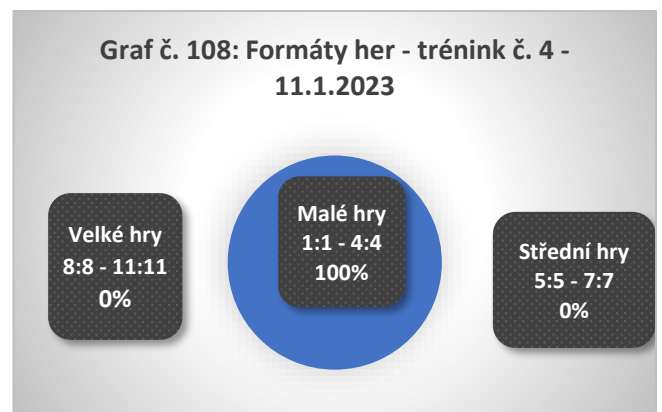 Graf č. 108: Formáty her - trénink č. 4 -
11.1.2023
Velké hry
8:8 - 11:11
0%
Malé hry
1:1 - 4:4
100%
Střední hry
5:5 - 7:7
0%